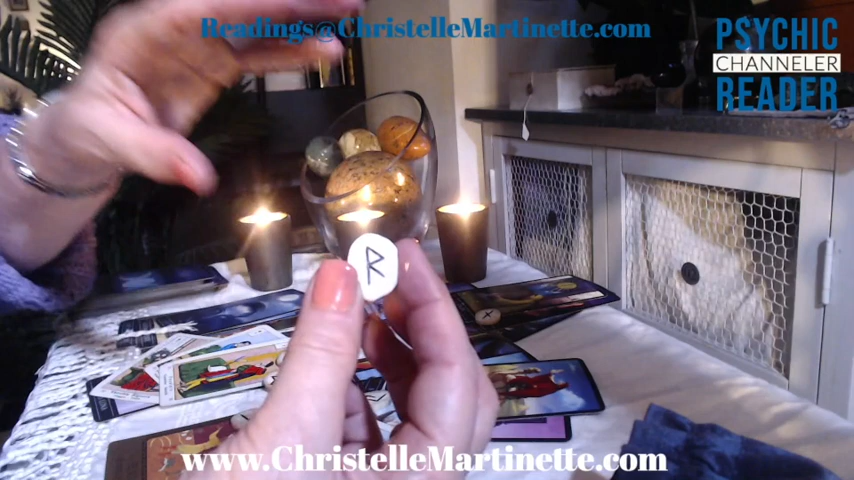 Readings@ChristelleMartinette.com
PSYCHIC
CHANNELER
READER
ᚱ
www.ChristelleMartinette.com